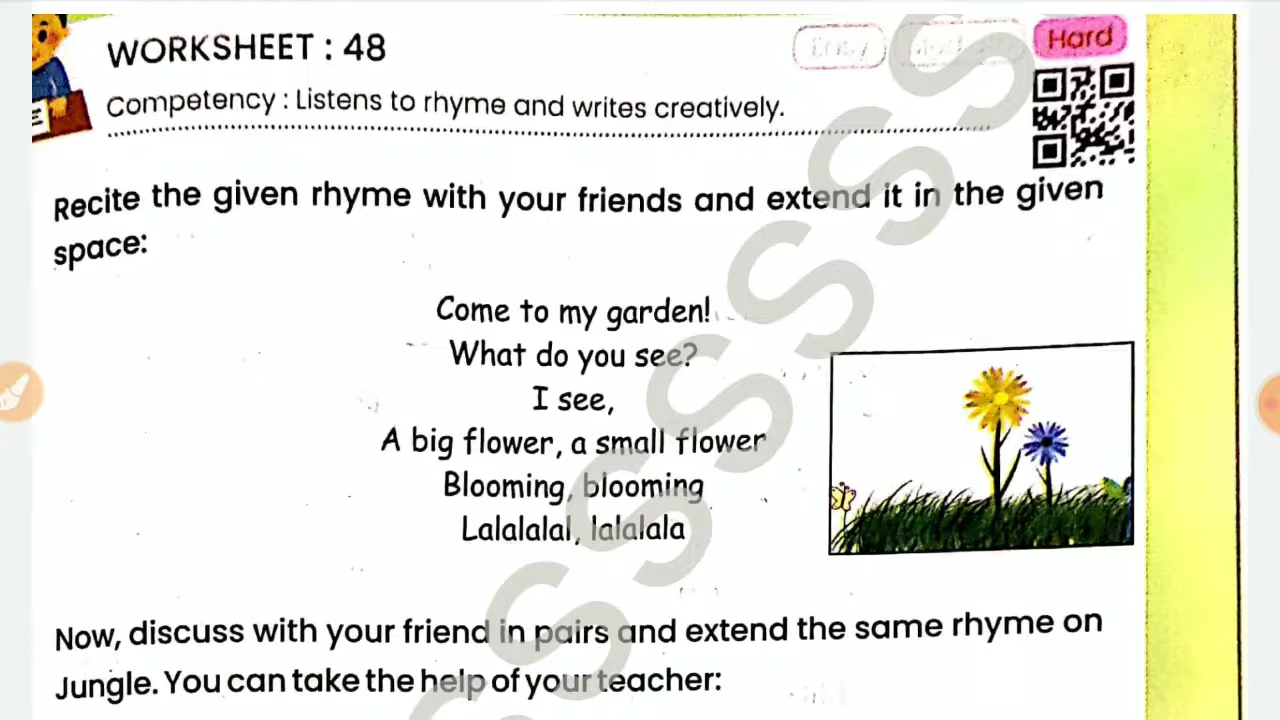 WORKSHEET : 48
Hard
Competency : Listens to rhyme and writes creatively.
Recite the given rhyme with your friends and extend it in the given
space:
Come to my garden!
What do you see?
I see,
A big flower, a small flower
Blooming, blooming
Lalalalal, lalalala
Now, discuss with your friend in pairs and extend the same rhyme on
Jungle. You can take the help of your teacher: